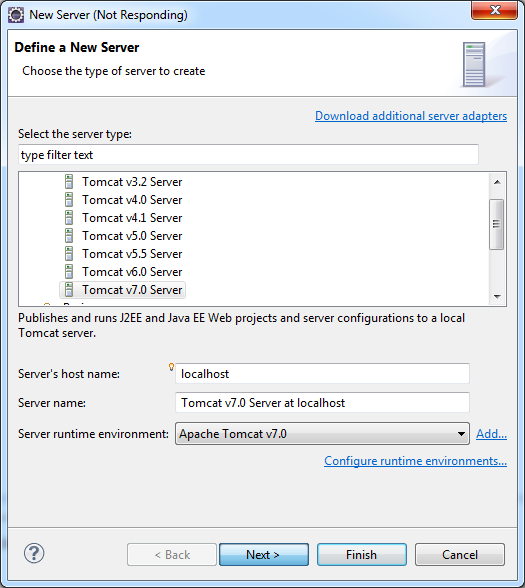 New Server (Not Responding)
Define a New Server
Choose the type of server to create
Download additional server adapters
Select the server type:
type filter text
Tomcat v3.2 Server
Tomcat v4.0 Server
Tomcat v4.1 Server
Tomcat v5.0 Server
Tomcat v5.5 Server
Tomcat v6.0 Server
Tomcat v7.0 Server
Publishes and runs J2EE and Java EE Web projects and server configurations to a local
Tomcat server.
Server's host name: localhost
Server name: Tomcat v7.0 Server at localhost
Server runtime environment: Apache Tomcat v7.0 Add...
Configure runtime environments...
? < Back Next > Finish Cancel